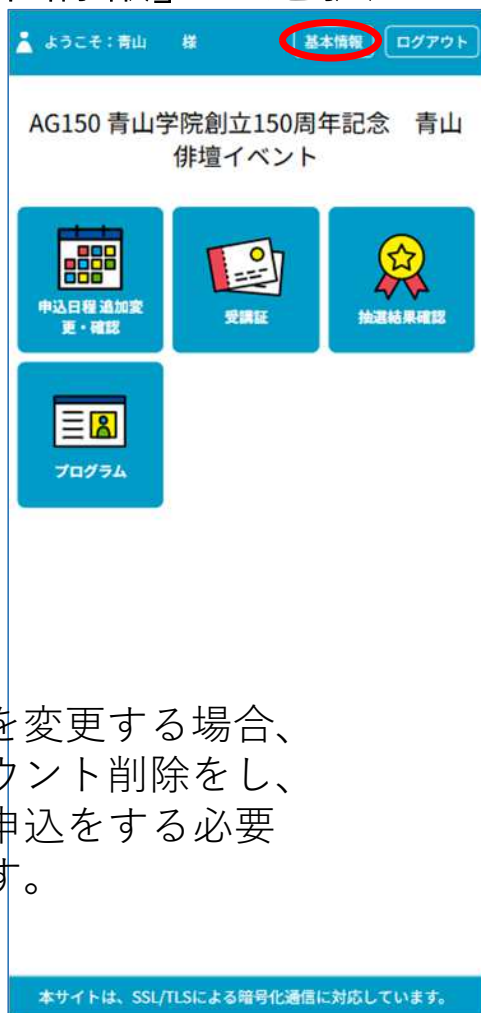 ようこそ：青山　　様
基本情報
ログアウト
AG150 青山学院創立150周年記念　青山
俳壇イベント
申込日程 追加変
更・確認
受講証
抽選結果確認
プログラム
を変更する場合、
ウント削除をし、
申込をする必要
す。
本サイトは、SSL/TLSによる暗号化通信に対応しています。